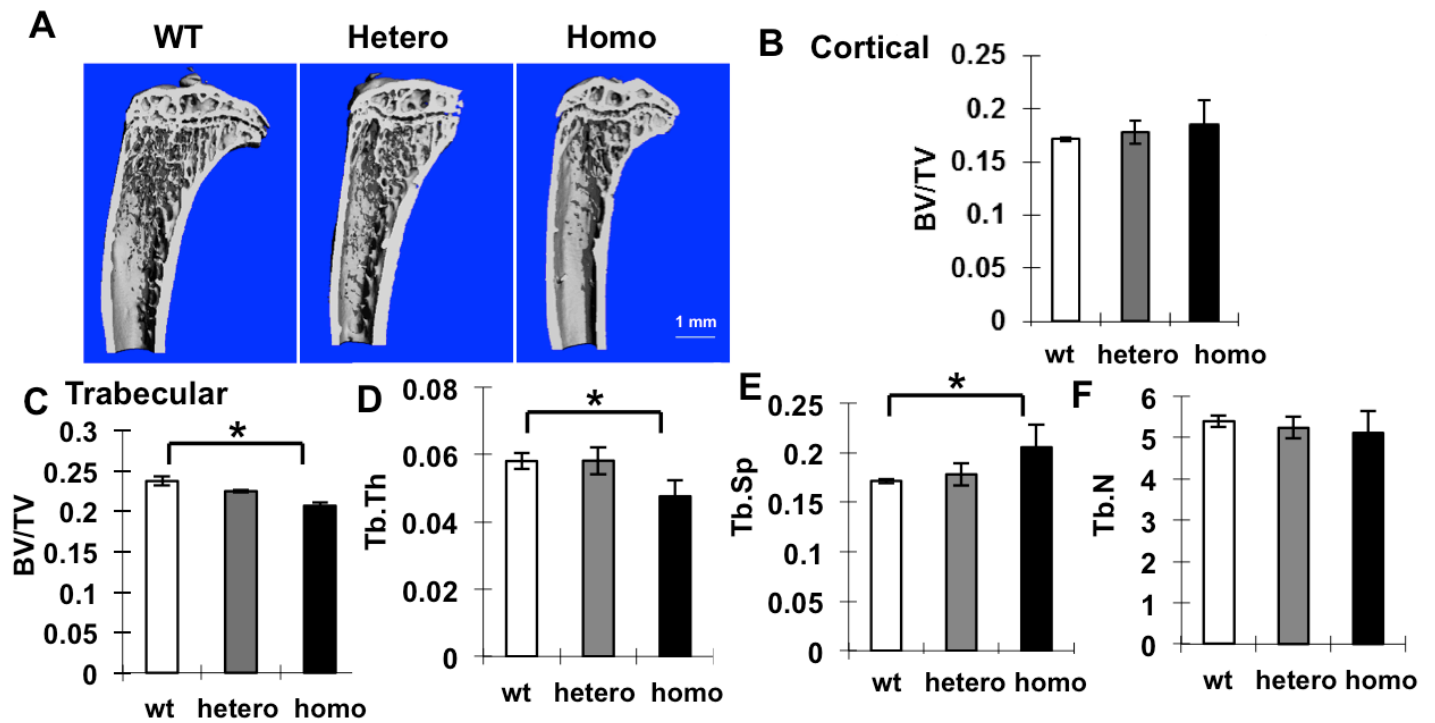 A
WT
Hetero
Homo
1 mm
B Cortical
BV/TV
0.25
0.2
0.15
0.1
0.05
0
wt hetero homo
C Trabecular
BV/TV
0.3
0.25
0.2
0.15
0.1
0.05
0
*
wt hetero homo
D
Tb.Th
0.08
0.06
0.04
0.02
0
*
wt hetero homo
E
Tb.Sp
0.25
0.2
0.15
0.1
0.05
0
*
wt hetero homo
F
Tb.N
6
5
4
3
2
1
0
wt hetero homo